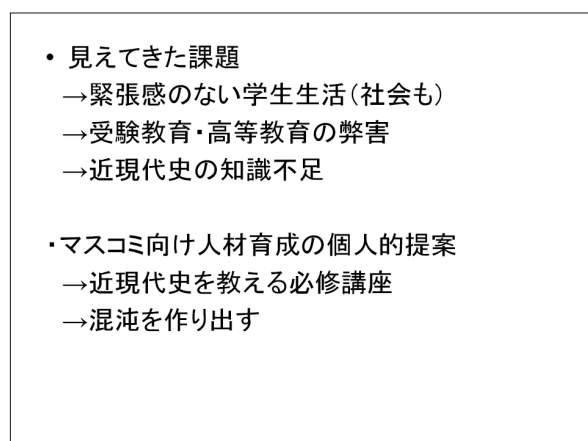 • 見えてきた課題
→緊張感のない学生生活(社会も)
→受験教育・高等教育の弊害
→近現代史の知識不足
・マスコミ向け人材育成の個人的提案
→近現代史を教える必修講座
→混沌を作り出す